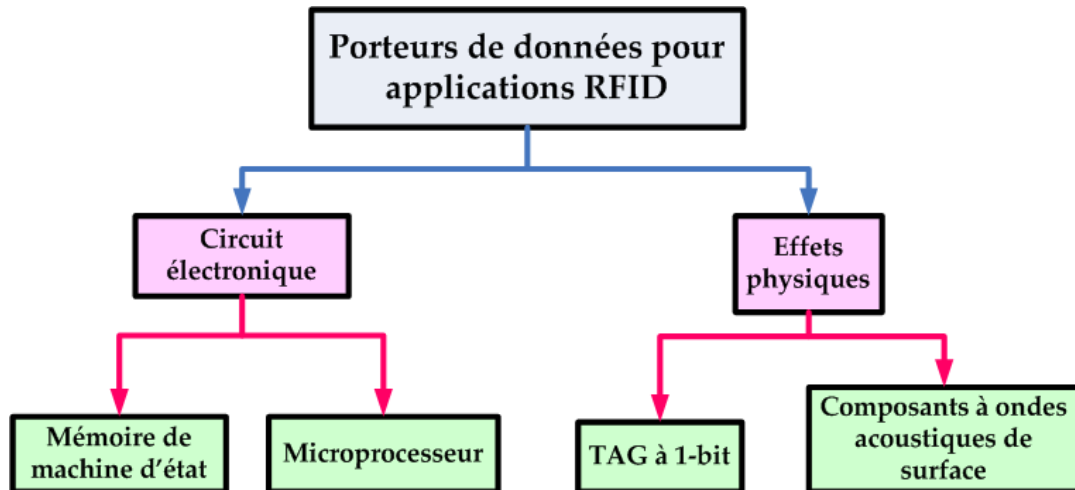 Porteurs de données pour
applications RFID
Circuit
électronique
Effets
physiques
Mémoire de
machine d'état
Microprocesseur
TAG à 1-bit
Composants à ondes
acoustiques de
surface